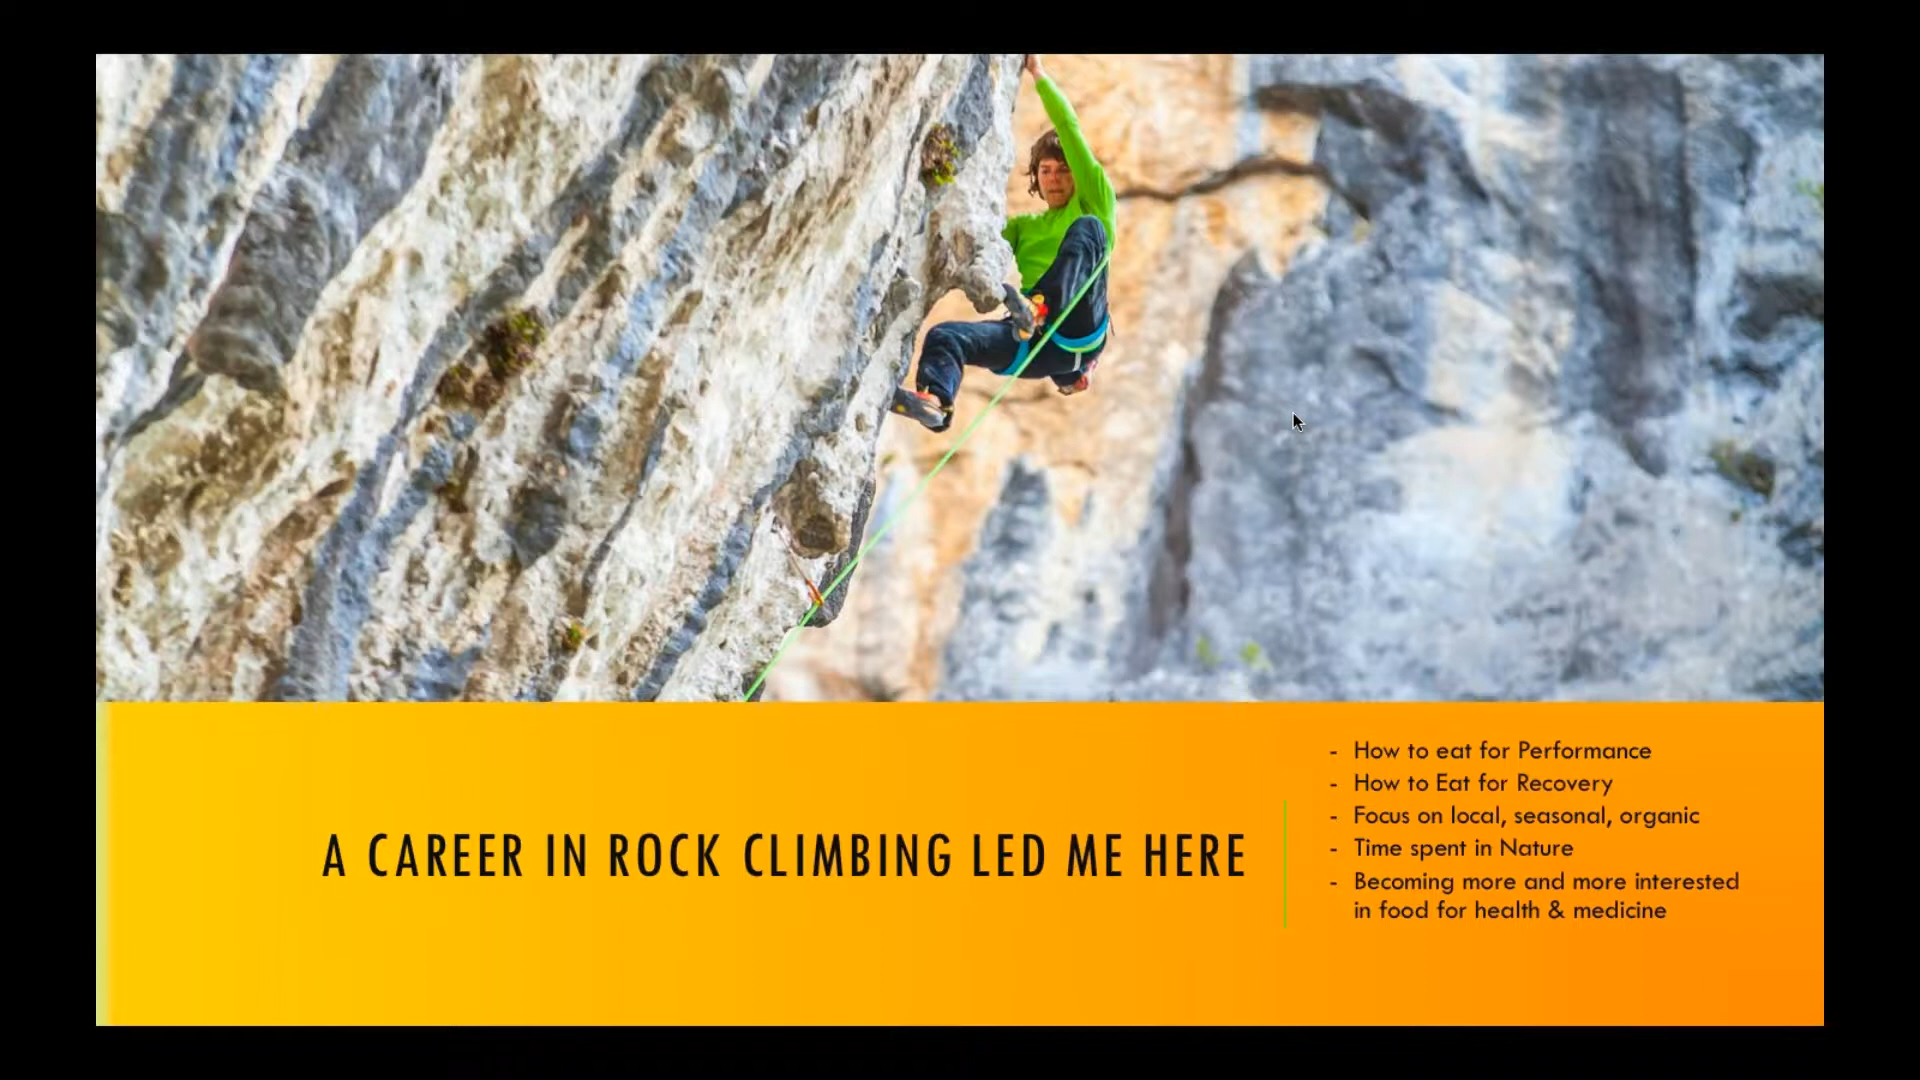 A CAREER IN ROCK CLIMBING LED ME HERE
- How to eat for Performance
- How to Eat for Recovery
- Focus on local, seasonal, organic
- Time spent in Nature
- Becoming more and more interested
in food for health & medicine